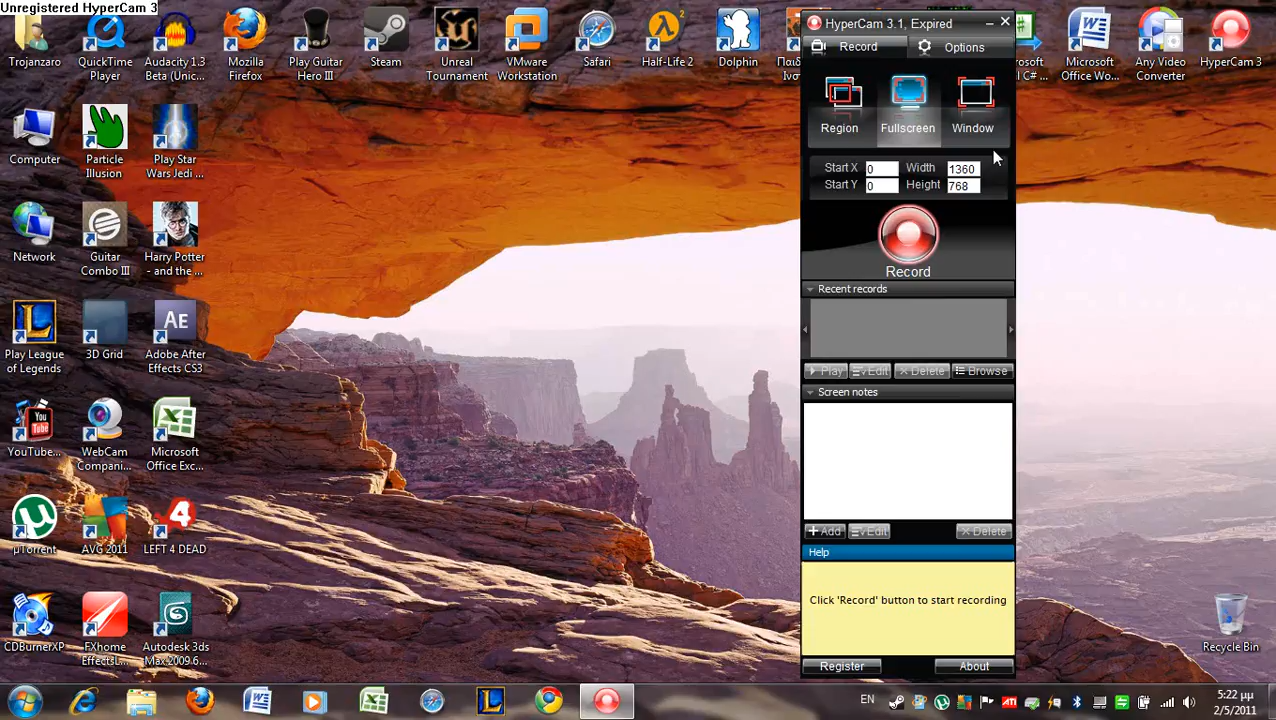 Unregistered HyperCam 3
Trojanzaro
QuickTime
Player
Audacity 1.3
Beta (Unic...
Mozilla
Firefox
Play Guitar
Hero III
Steam
Unreal
Tournament
VMware
Workstation
Safari
Half-Life 2
Dolphin
Microsoft
Office Wo...
Any Video
Converter
HyperCam 3
Computer
Particle
Illusion
Play Star
Wars Jedi ...
Network
Guitar
Combo III
Harry Potter
- and the ...
Play League
of Legends
3D Grid
Adobe After
Effects CS3
YouTube...
WebCam
Compani...
Microsoft
Office Exc...
µTorrent
AVG 2011
LEFT 4 DEAD
CDBurnerXP
FXhome
EffectsL...
Autodesk 3ds
Max 2009 6...
Recycle Bin
HyperCam 3.1, Expired
Record
Options
Region
Fullscreen
Window
Start X 0 Width 1360
Start Y 0 Height 768
Record
Recent records
Play
Edit
Delete
Browse
Screen notes
Add
Edit
Delete
Help
Click 'Record' button to start recording
Register
About
EN
5:22 µµ
2/5/2011